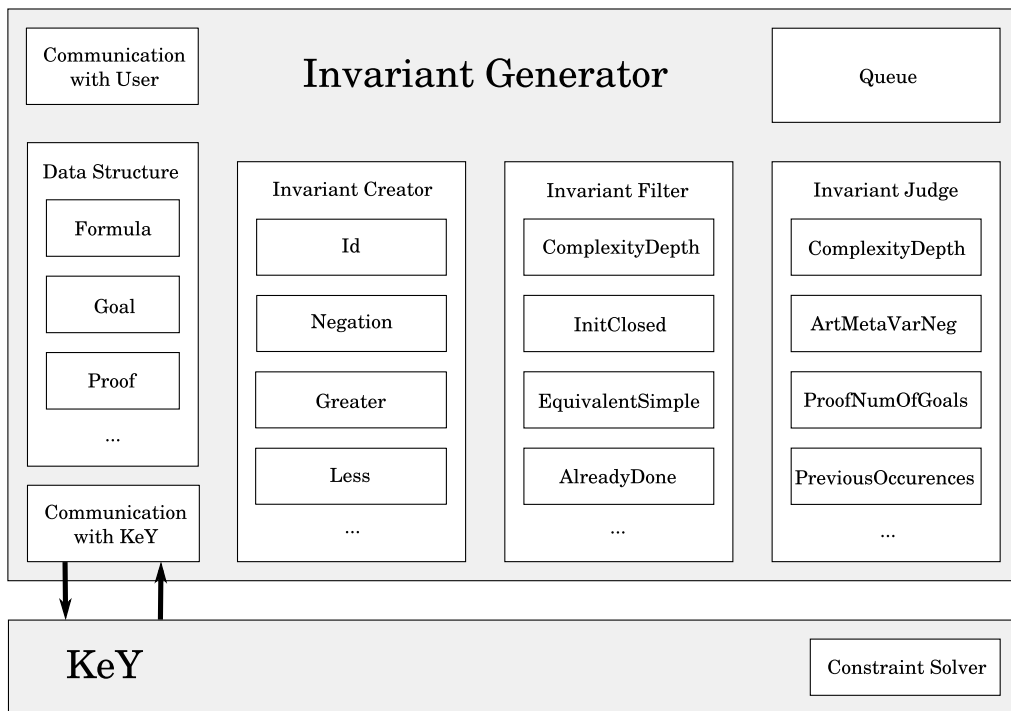 Communication
with User
Invariant Generator
Queue
Data Structure
Formula
Goal
Proof
...
Communication
with KeY
Invariant Creator
Id
Negation
Greater
Less
...
Invariant Filter
ComplexityDepth
InitClosed
EquivalentSimple
AlreadyDone
...
Invariant Judge
ComplexityDepth
ArtMetaVarNeg
ProofNumOfGoals
PreviousOccurences
...
KeY
Constraint Solver